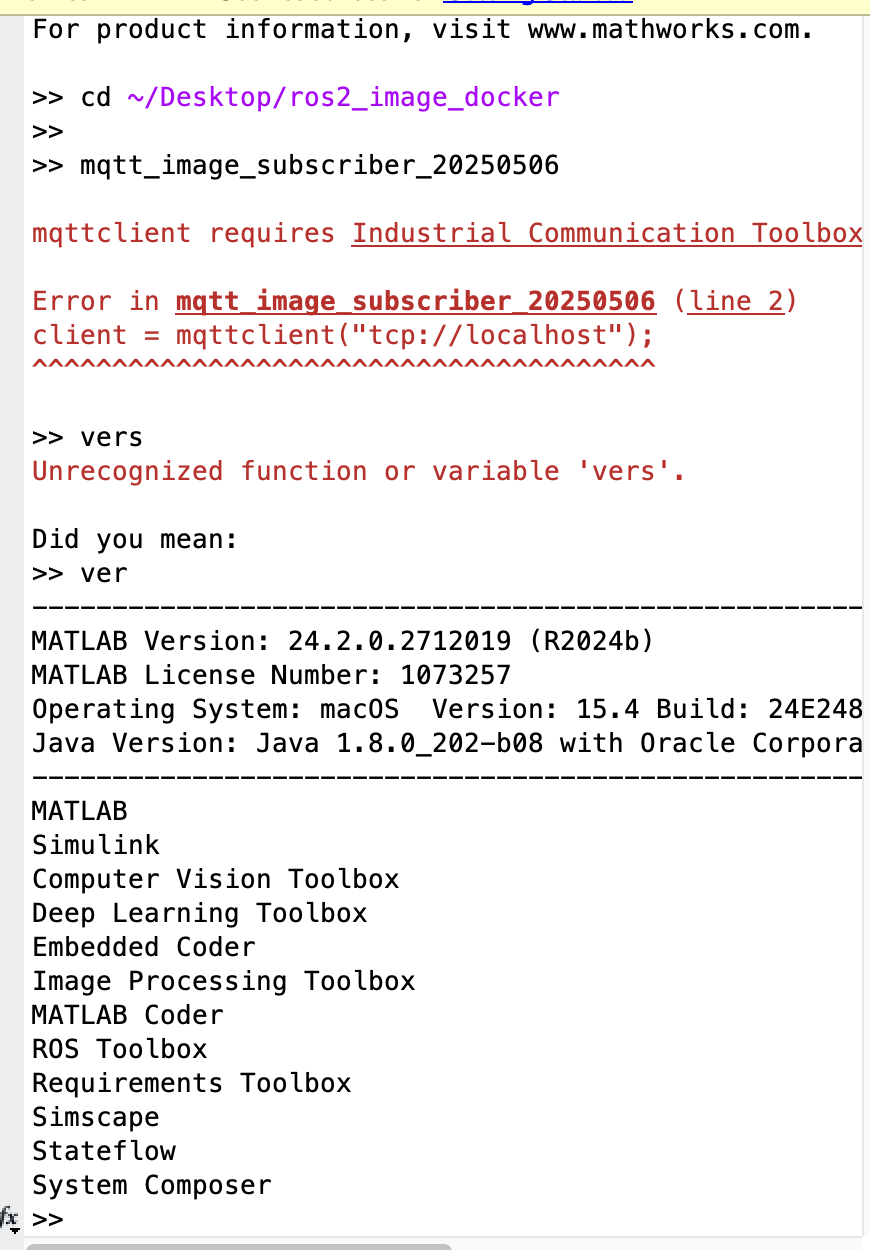 For product information, visit www.mathworks.com.
>> cd ~/Desktop/ros2_image_docker
>>
>> mqtt_image_subscriber_20250506
mqttclient requires Industrial Communication Toolbox
Error in mqtt_image_subscriber_20250506 (line 2)
client = mqttclient("tcp://localhost");
^^^^^^^^^^^^^^^^^^^^^^^^^^^^^^^^^^^^^^^
>> vers
Unrecognized function or variable 'vers'.
Did you mean:
>> ver
----------------------------------------------------
MATLAB Version: 24.2.0.2712019 (R2024b)
MATLAB License Number: 1073257
Operating System: macOS  Version: 15.4 Build: 24E248
Java Version: Java 1.8.0_202-b08 with Oracle Corpora
----------------------------------------------------
MATLAB
Simulink
Computer Vision Toolbox
Deep Learning Toolbox
Embedded Coder
Image Processing Toolbox
MATLAB Coder
ROS Toolbox
Requirements Toolbox
Simscape
Stateflow
System Composer
fx >>